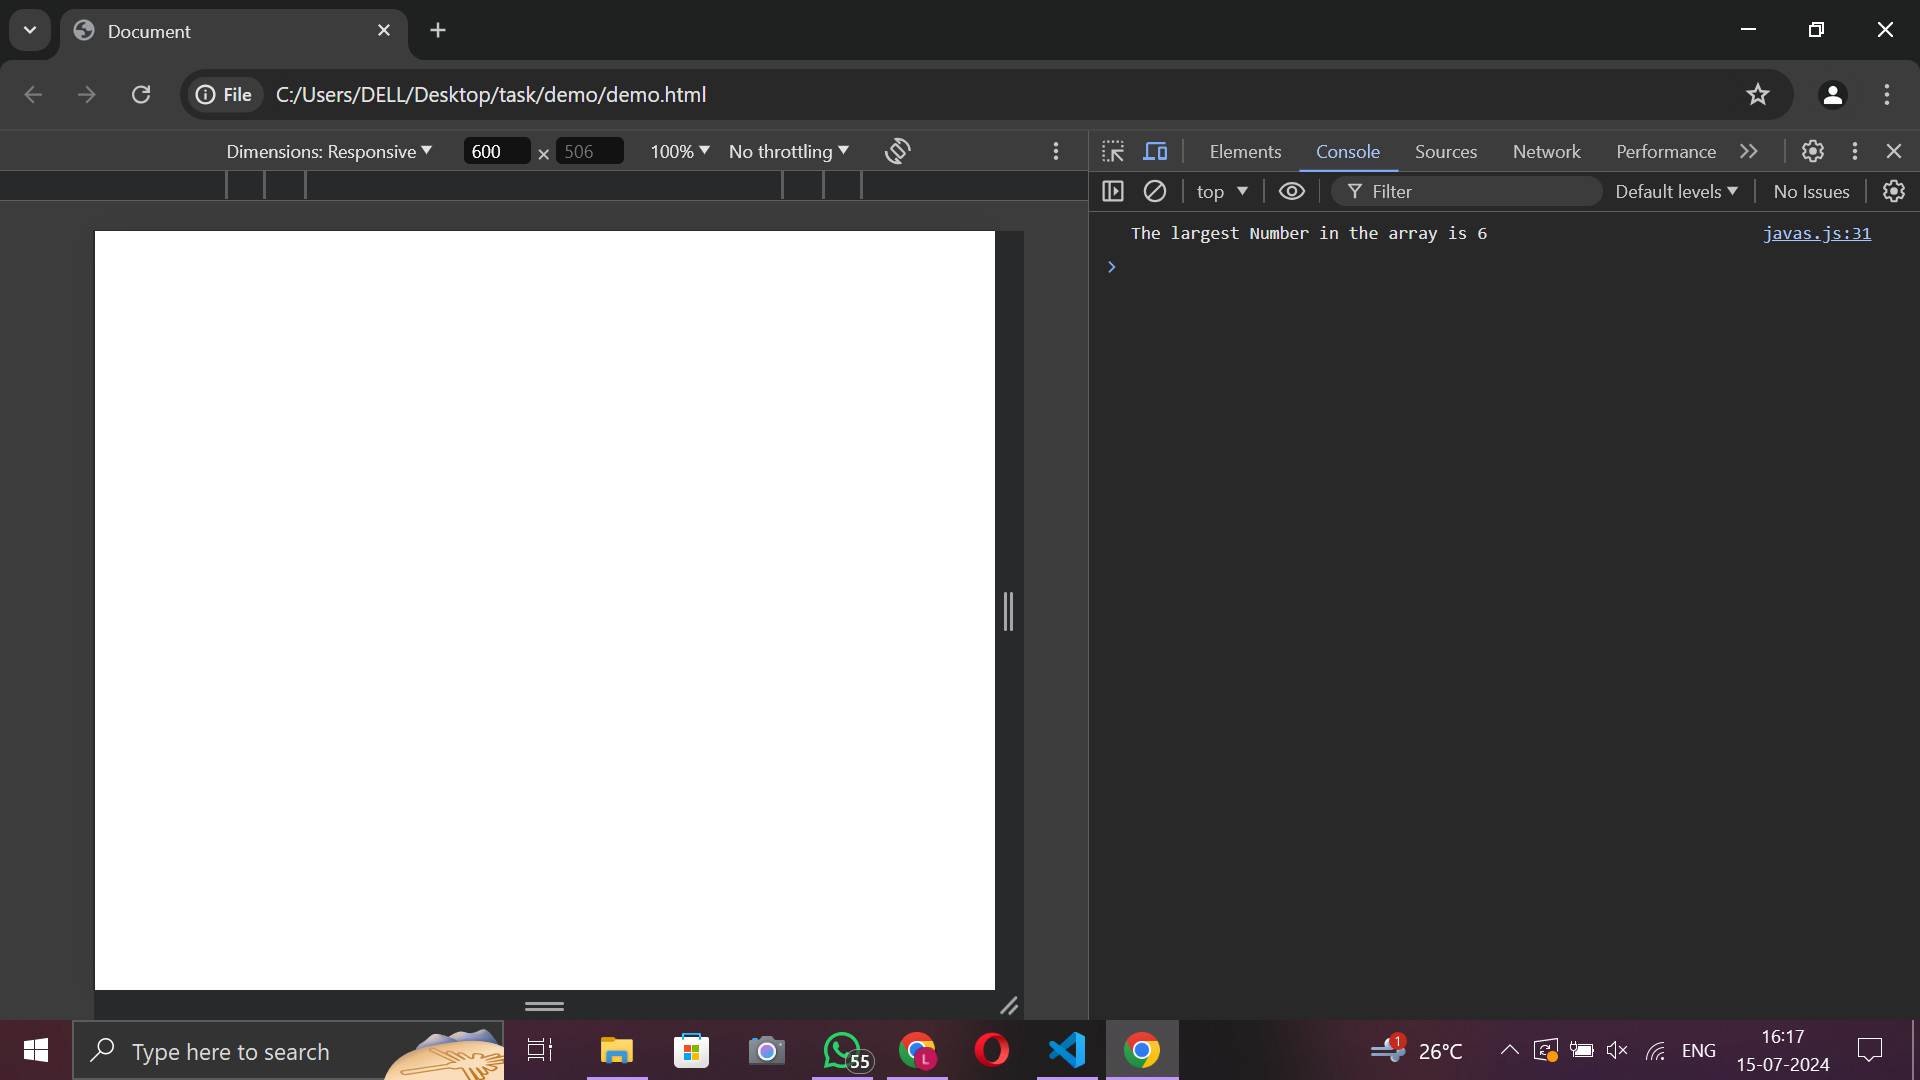 Document
File C:/Users/DELL/Desktop/task/demo/demo.html
Dimensions: Responsive 600 × 506 100% No throttling
Elements Console Sources Network Performance
top Filter Default levels No Issues
The largest Number in the array is 6 javas.js:31
Type here to search
55
L
1
26°C
ENG
16:17
15-07-2024